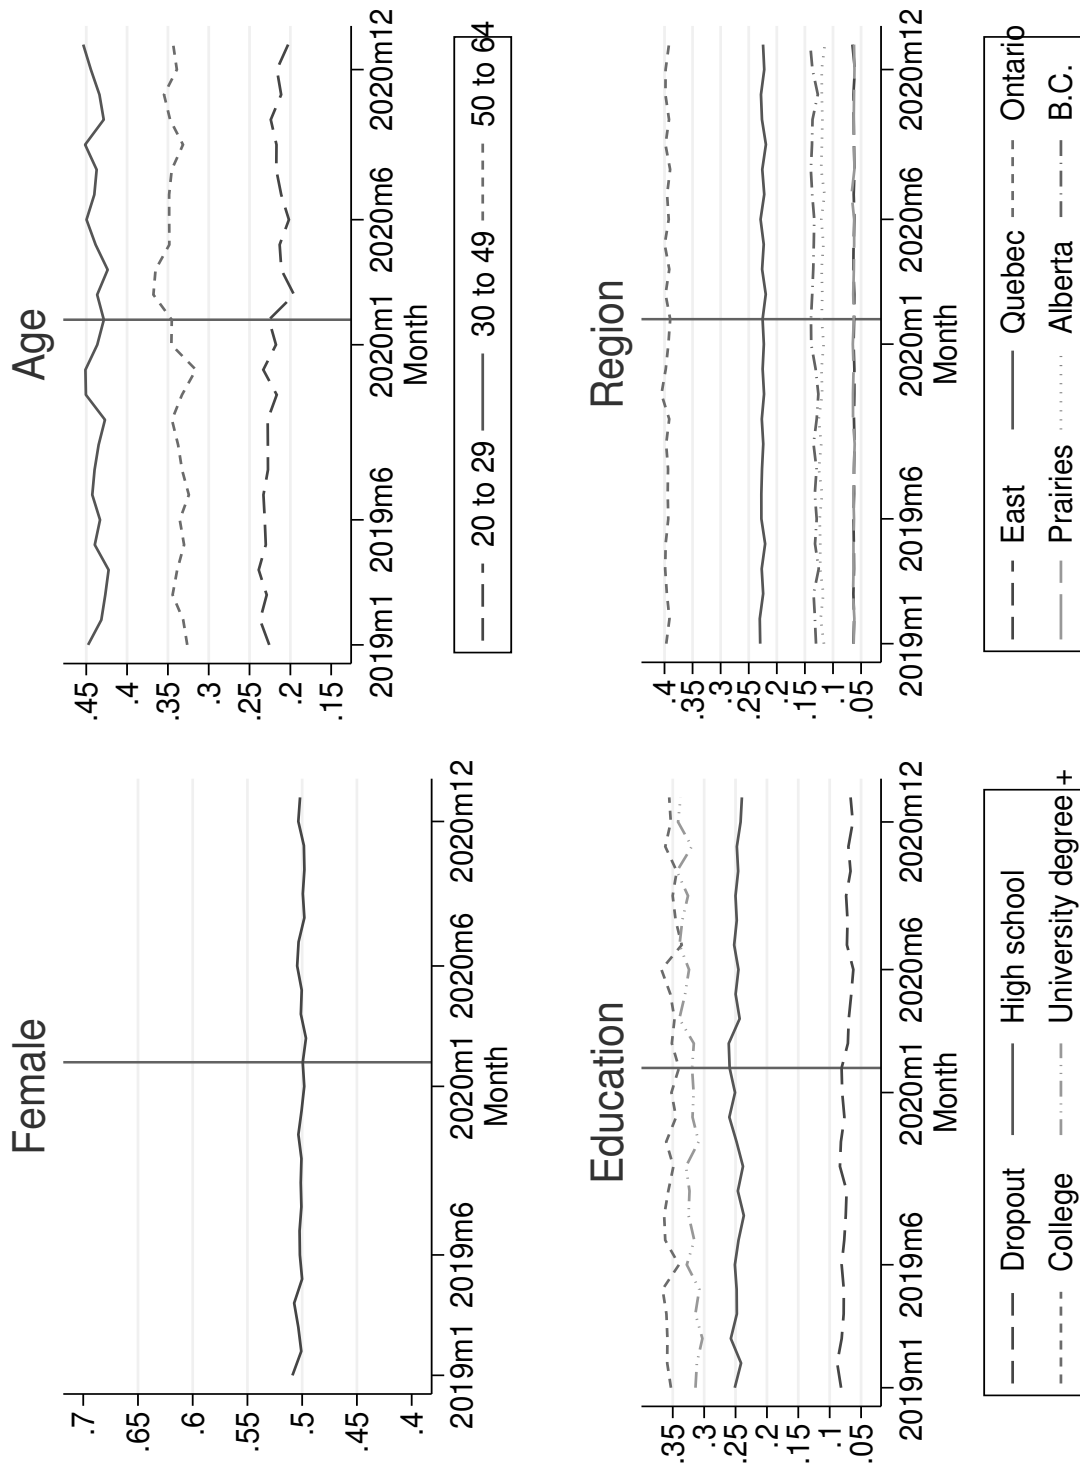 Female
.7
.65
.6
.55
.5
.45
.4
2019m1 2019m6 2020m1 2020m6 2020m12
Month
Age
.45
.4
.35
.3
.25
.2
.15
2019m1 2019m6 2020m1 2020m6 2020m12
Month
20 to 29 30 to 49 50 to 64
Education
.35
.3
.25
.2
.15
.1
.05
2019m1 2019m6 2020m1 2020m6 2020m12
Month
Dropout High school
College University degree +
Region
.4
.35
.3
.25
.2
.15
.1
.05
2019m1 2019m6 2020m1 2020m6 2020m12
Month
East Quebec Ontario
Prairies Alberta B.C.